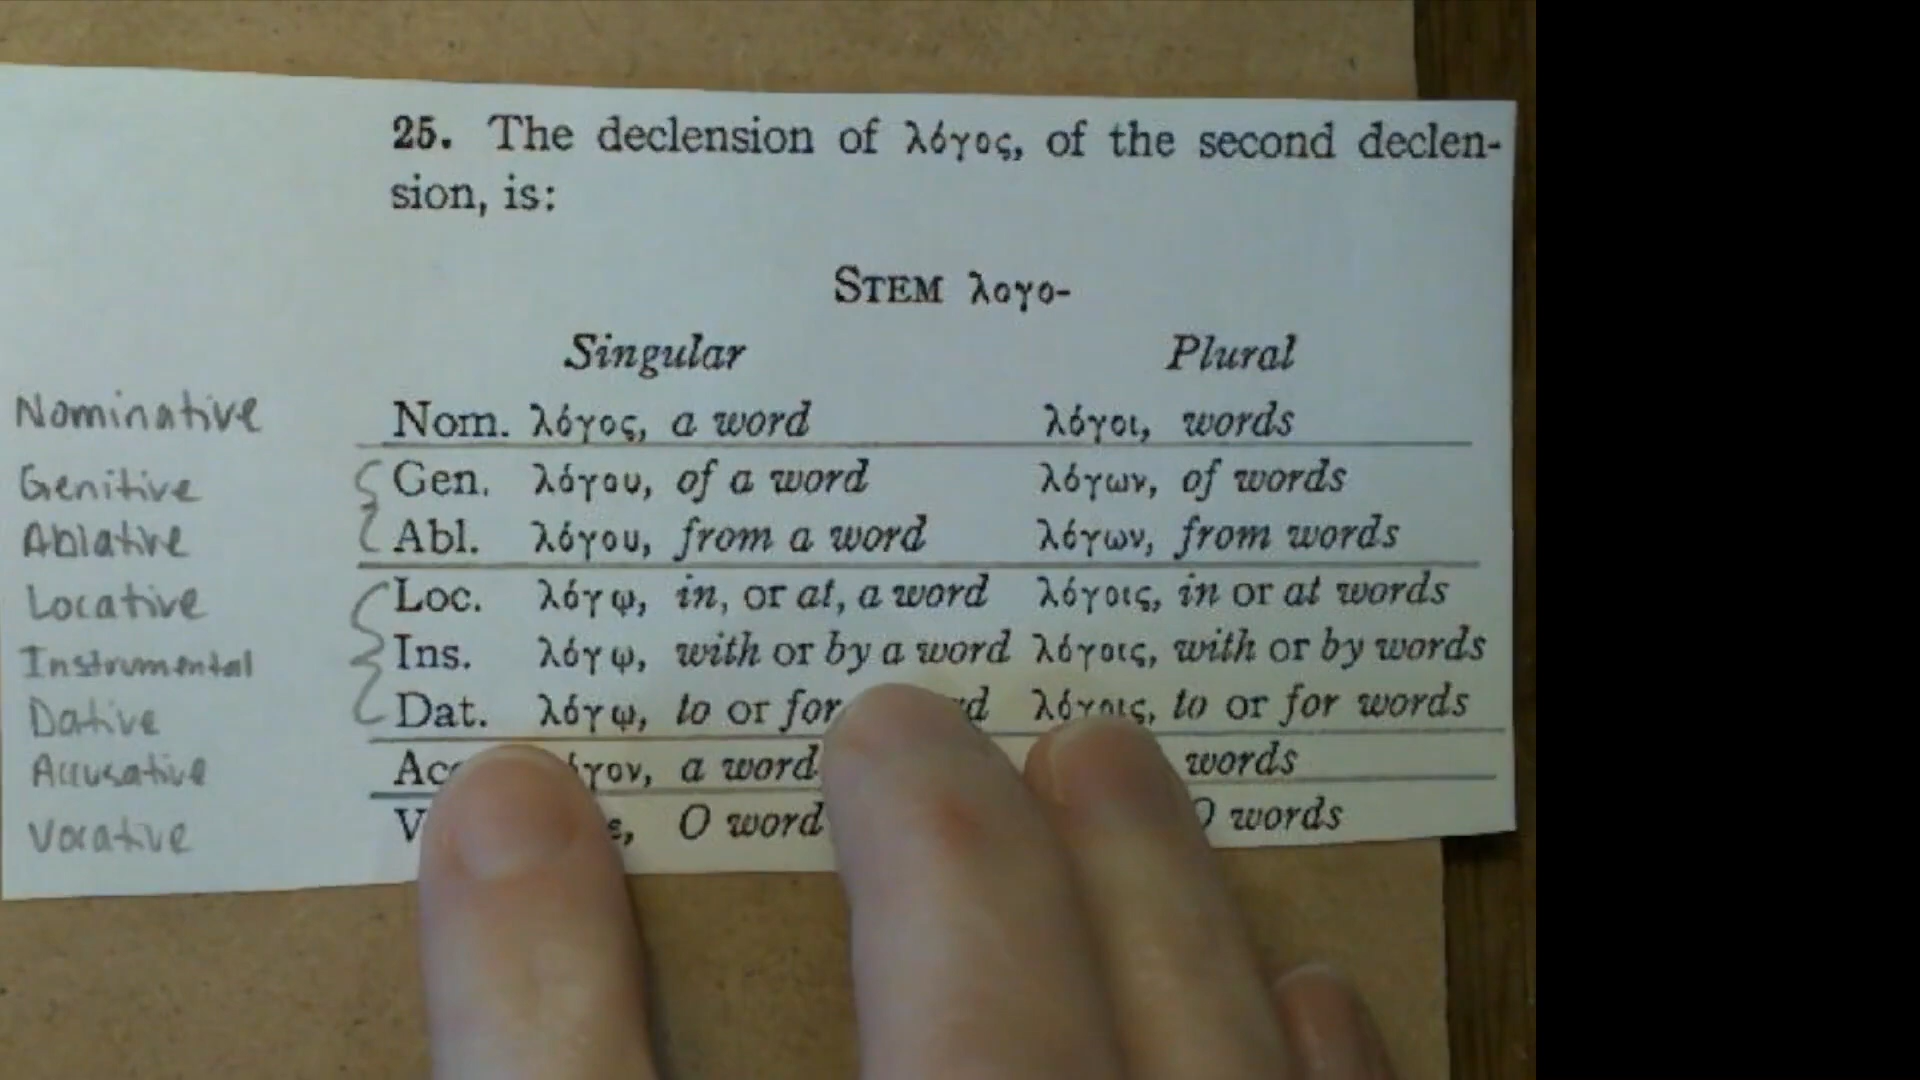 25. The declension of λόγος, of the second declen-
sion, is:
STEM λογο-
Singular Plural
Nominative Nom. λόγος, a word λόγοι, words
Genitive Gen. λόγου, of a word λόγων, of words
Ablative Abl. λόγου, from a word λόγων, from words
Locative Loc. λόγῳ, in, or at, a word λόγοις, in or at words
Instrumental Ins. λόγῳ, with or by a word λόγοις, with or by words
Dative Dat. λόγῳ, to or for λόγοις, to or for words
Accusative a word words
Vocative O word O words